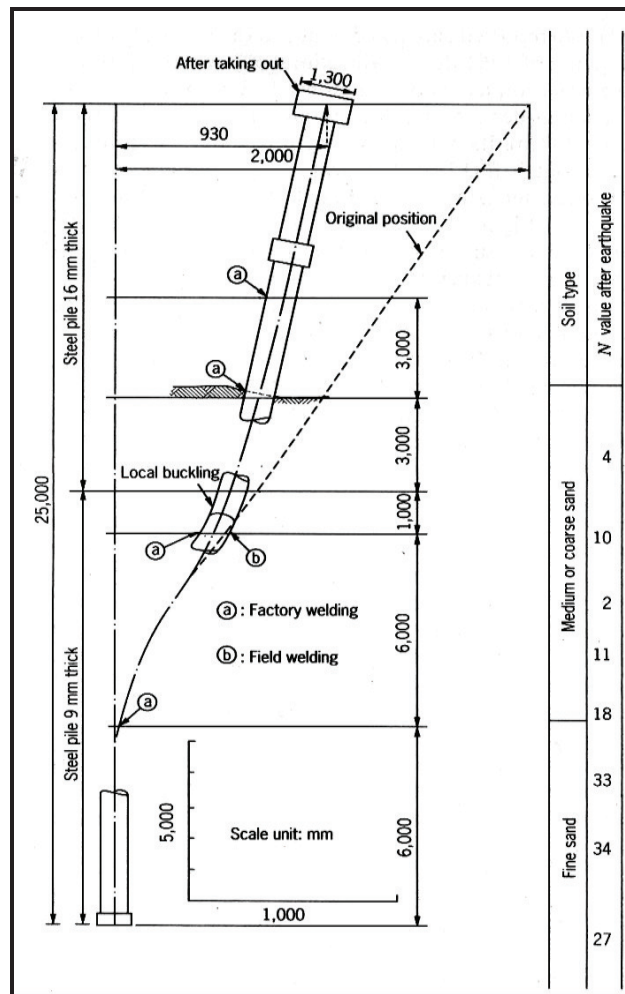 After taking out
1,300
930
2,000
Original position
Steel pile 16 mm thick
ⓐ
3,000
ⓐ
3,000
Local buckling
1,000
25,000
ⓐ
ⓑ
ⓐ : Factory welding
ⓑ : Field welding
6,000
Steel pile 9 mm thick
ⓐ
5,000
Scale unit: mm
6,000
1,000
Soil type
N value after earthquake
Medium or coarse sand
4
10
2
11
18
Fine sand
33
34
27